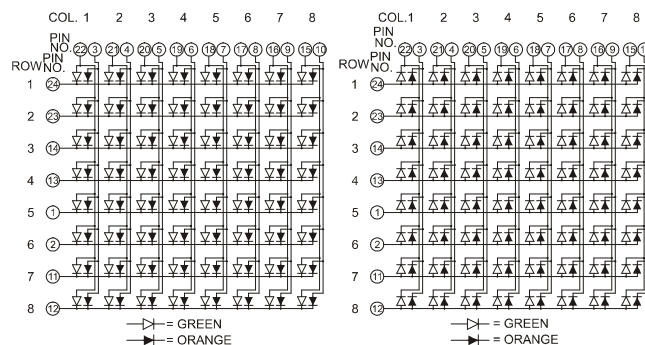 COL. 1 2 3 4 5 6 7 8
PIN NO. 22 3 21 4 20 5 19 6 18 7 17 8 16 9 15 10
ROW PIN NO.
1 24
2 23
3 14
4 13
5 1
6 2
7 11
8 12
= GREEN
= ORANGE
COL.1 2 3 4 5 6 7 8
PIN NO. 22 3 21 4 20 5 19 6 18 7 17 8 16 9 15 1
ROW PIN NO.
1 24
2 23
3 14
4 13
5 1
6 2
7 11
8 12
= GREEN
= ORANGE